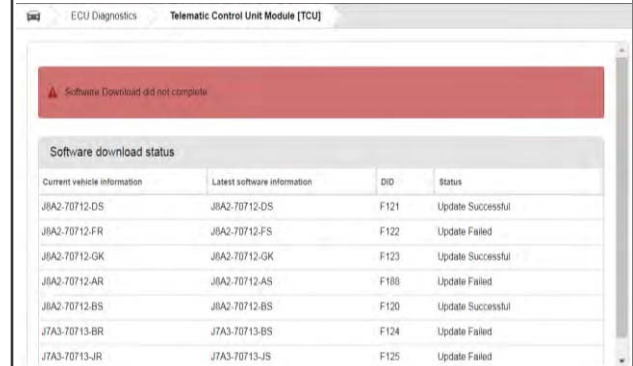 ECU Diagnostics Telematic Control Unit Module [TCU]
Software Download did not complete
Software download status
Current vehicle information Latest software information DID Status
J8A2-70712-DS J8A2-70712-DS F121 Update Successful
J8A2-70712-FR J8A2-70712-FS F122 Update Failed
J8A2-70712-GK J8A2-70712-GK F123 Update Successful
J8A2-70712-AR J8A2-70712-AS F188 Update Failed
J8A2-70712-BS J8A2-70712-BS F120 Update Successful
J7A3-70713-BR J7A3-70713-BS F124 Update Failed
J7A3-70713-JR J7A3-70713-JS F125 Update Failed